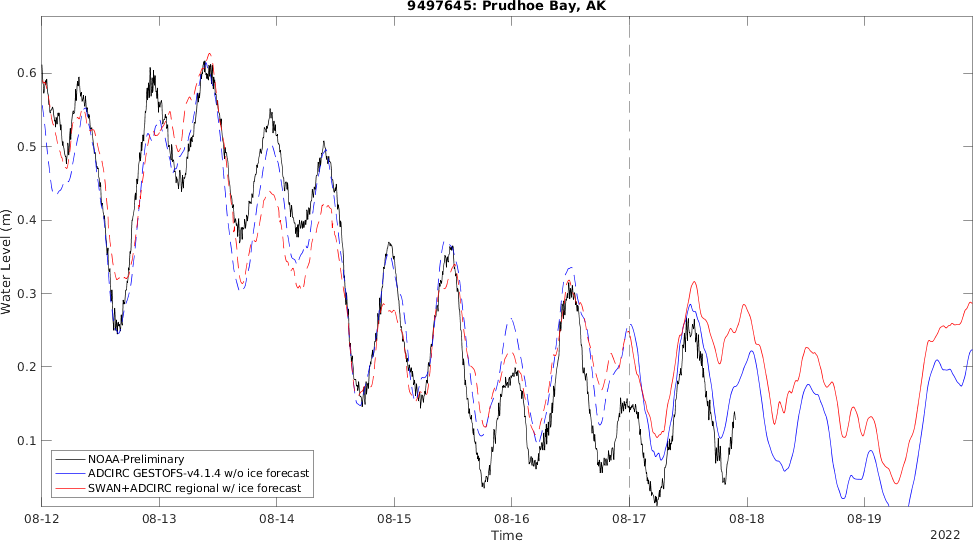 9497645: Prudhoe Bay, AK
Water Level (m)
0.6
0.5
0.4
0.3
0.2
0.1
NOAA-Preliminary
ADCIRC GESTOFS-v4.1.4 w/o ice forecast
SWAN+ADCIRC regional w/ ice forecast
08-12 08-13 08-14 08-15 08-16 08-17 08-18 08-19
Time
2022